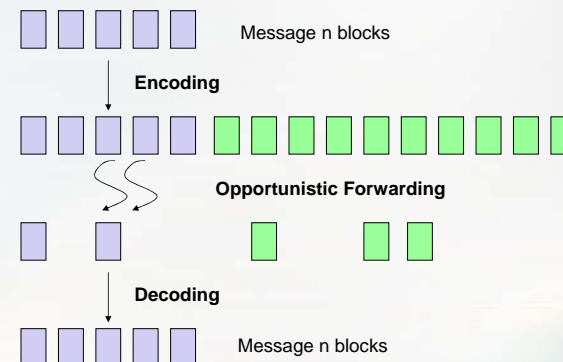 Message n blocks
Encoding
Opportunistic Forwarding
Decoding
Message n blocks